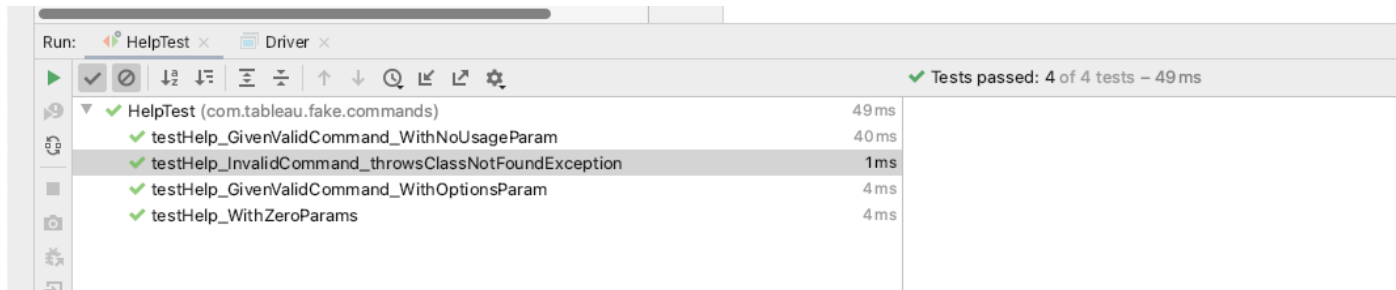 Run: HelpTest Driver
Tests passed: 4 of 4 tests – 49 ms
HelpTest (com.tableau.fake.commands) 49 ms
testHelp_GivenValidCommand_WithNoUsageParam 40 ms
testHelp_InvalidCommand_throwsClassNotFoundException 1 ms
testHelp_GivenValidCommand_WithOptionsParam 4 ms
testHelp_WithZeroParams 4 ms